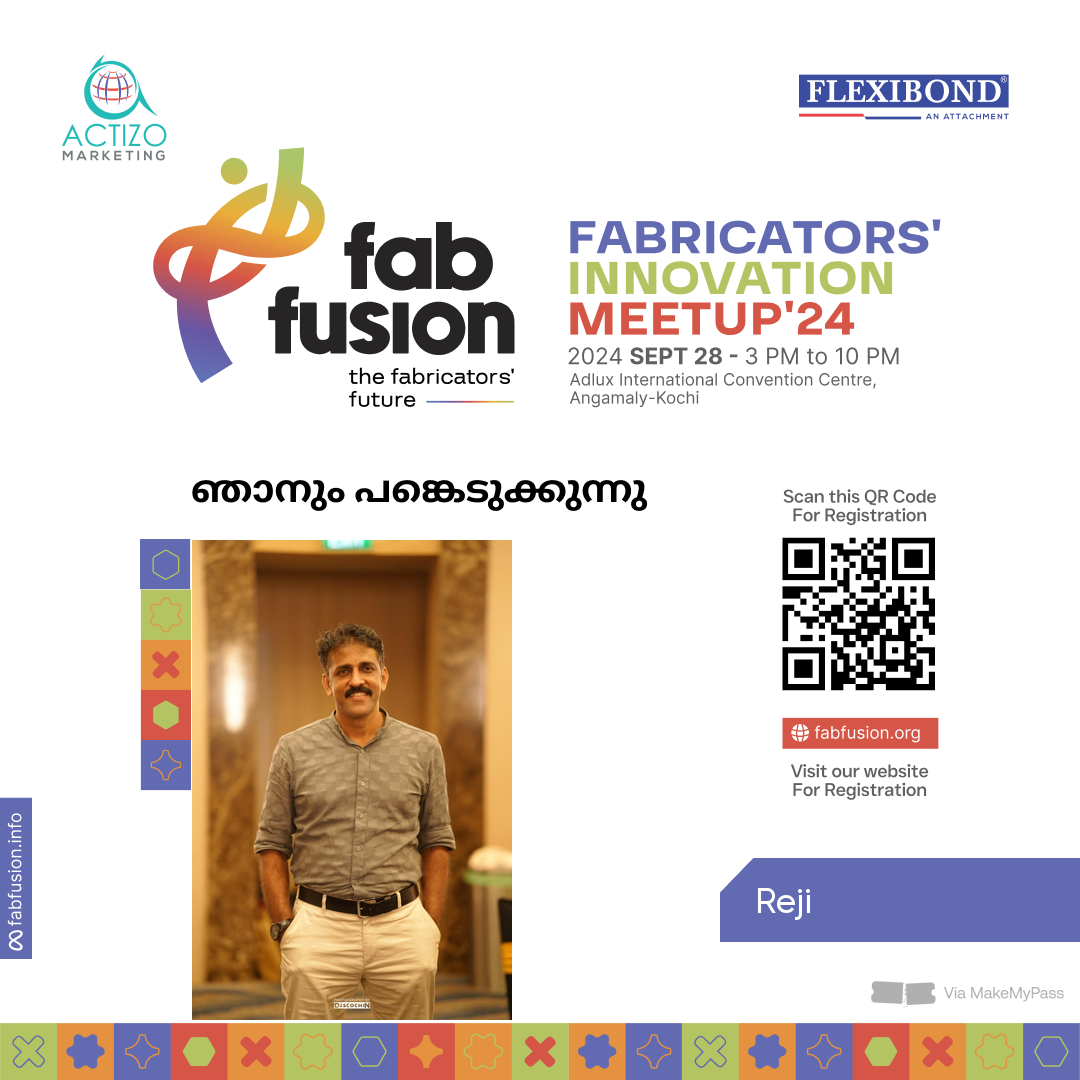 ACTIZO
MARKETING
FLEXIBOND®
AN ATTACHMENT
fab
fusion
the fabricators'
future
FABRICATORS'
INNOVATION
MEETUP'24
2024 SEPT 28 - 3 PM to 10 PM
Adlux International Convention Centre,
Angamaly-Kochi
ഞാനും പങ്കെടുക്കുന്നു
Scan this QR Code
For Registration
fabfusion.org
Visit our website
For Registration
fabfusion.info
Reji
DISCOCHIN
Via MakeMyPass